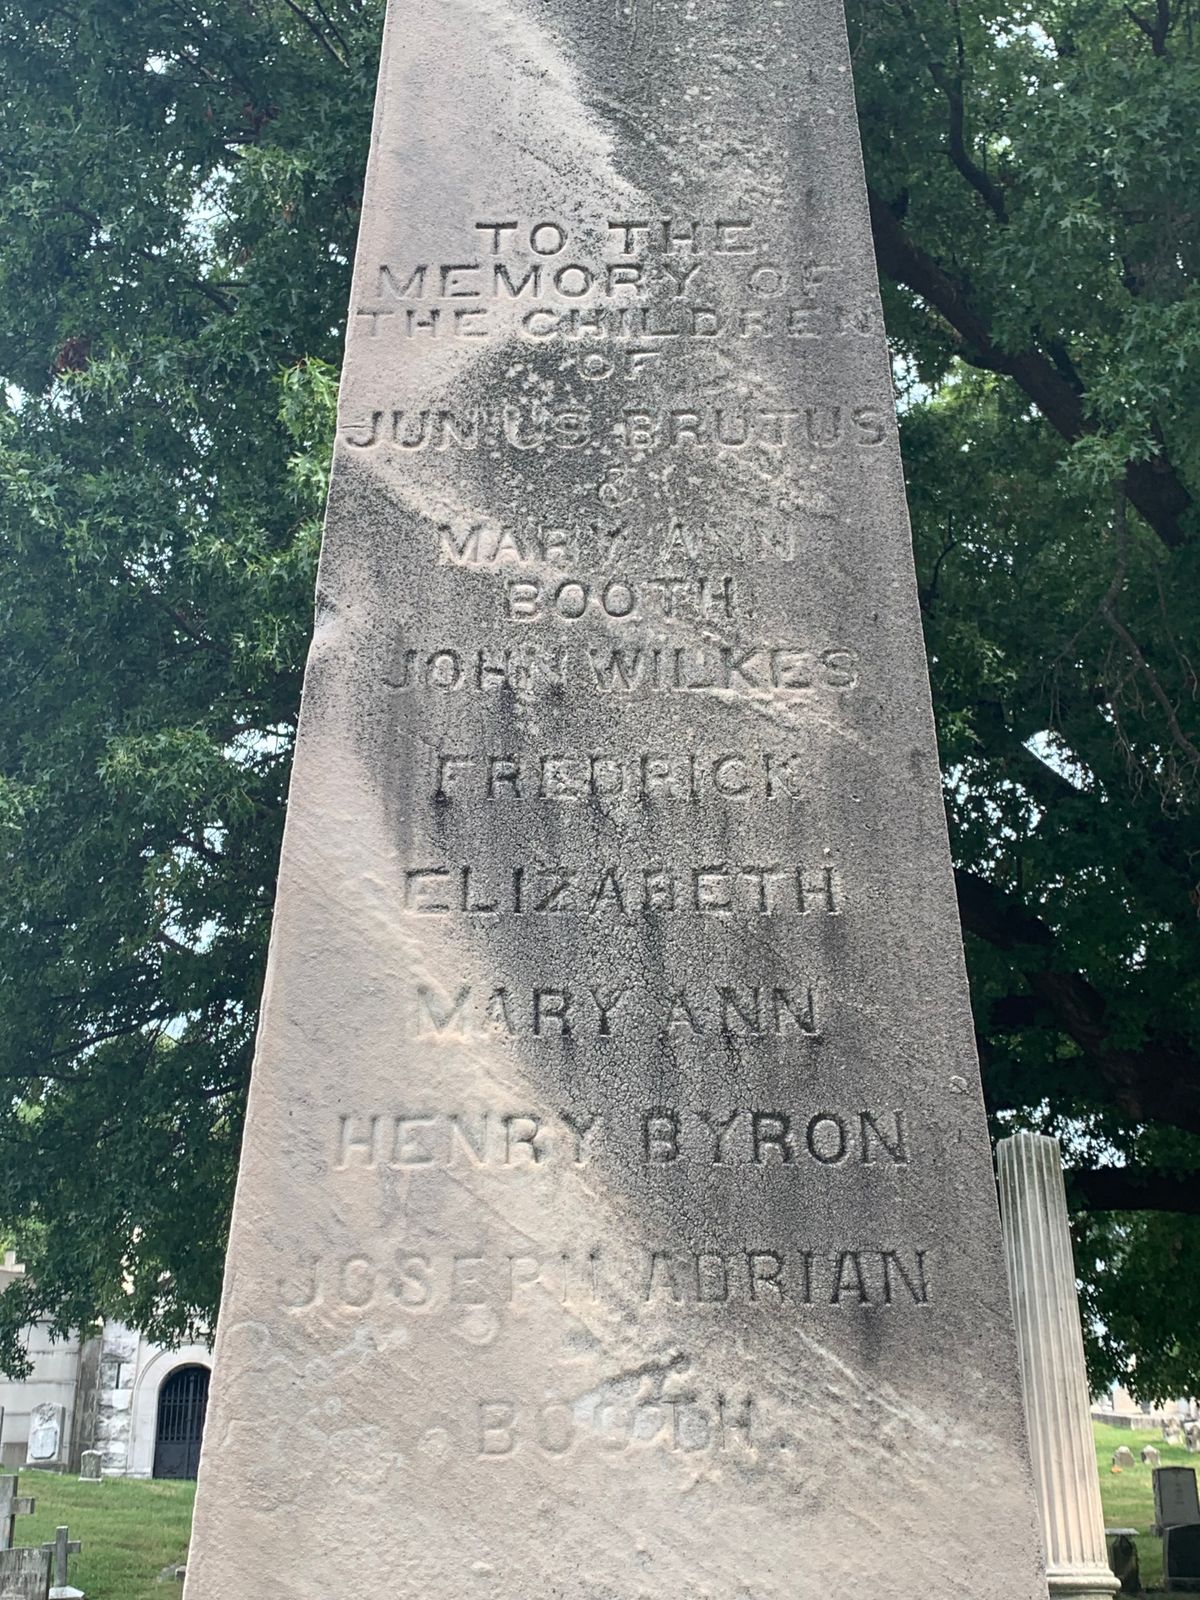 TO THE
MEMORY OF
THE CHILDREN
OF
JUNIUS BRUTUS
&
MARY ANN
BOOTH.
JOHN WILKES
FREDRICK
ELIZABETH
MARY ANN
HENRY BYRON
JOSEPH ADRIAN
BOOTH.